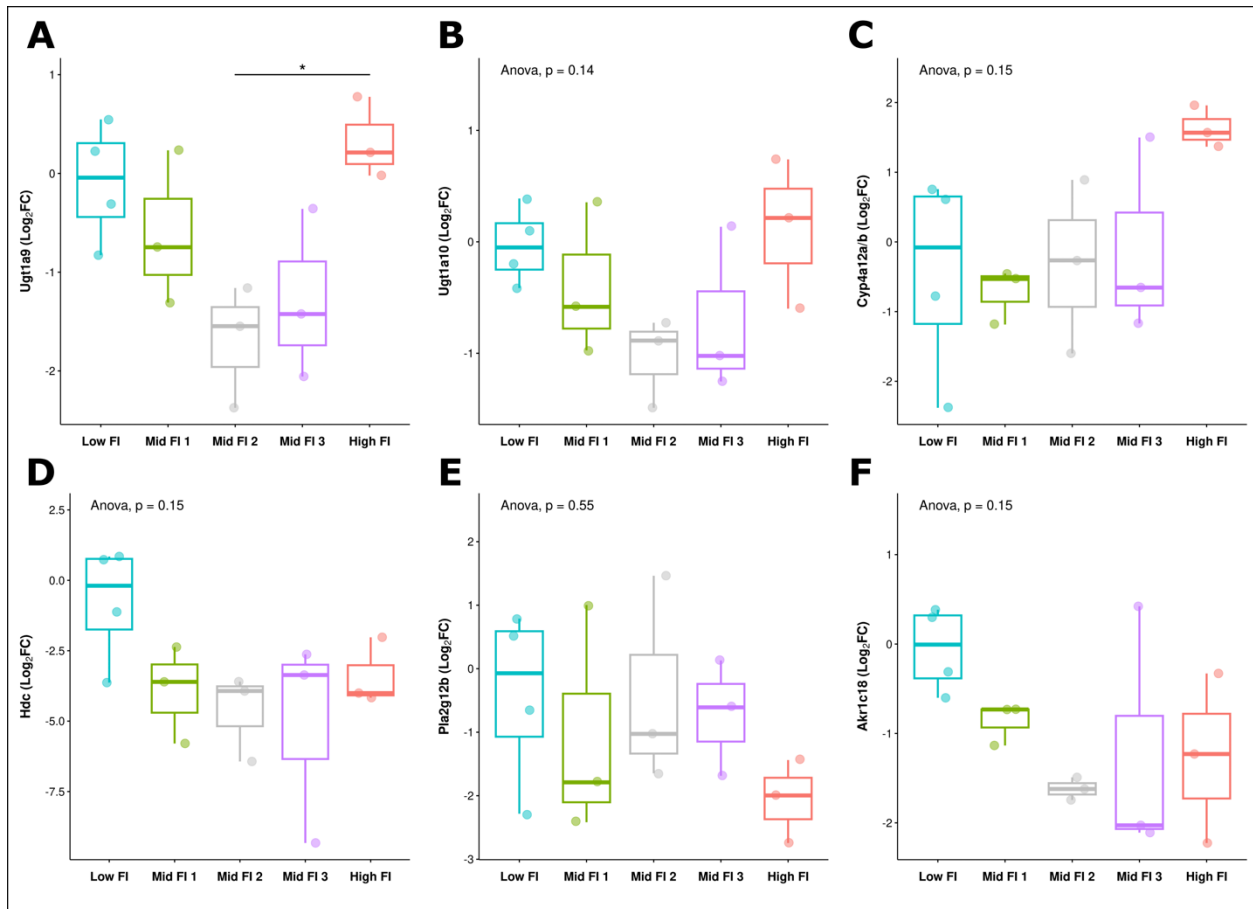 A
*
Ugt1a9 (Log₂FC)
1
0
-1
-2
Low FI Mid FI 1 Mid FI 2 Mid FI 3 High FI
B
Anova, p = 0.14
Ugt1a10 (Log₂FC)
1
0
-1
Low FI Mid FI 1 Mid FI 2 Mid FI 3 High FI
C
Anova, p = 0.15
Cyp4a12a/b (Log₂FC)
2
1
0
-1
-2
Low FI Mid FI 1 Mid FI 2 Mid FI 3 High FI
D
Anova, p = 0.15
Hdc (Log₂FC)
2.5
0.0
-2.5
-5.0
-7.5
Low FI Mid FI 1 Mid FI 2 Mid FI 3 High FI
E
Anova, p = 0.55
Pla2g12b (Log₂FC)
2
1
0
-1
-2
-3
Low FI Mid FI 1 Mid FI 2 Mid FI 3 High FI
F
Anova, p = 0.15
Akr1c18 (Log₂FC)
1
0
-1
-2
Low FI Mid FI 1 Mid FI 2 Mid FI 3 High FI